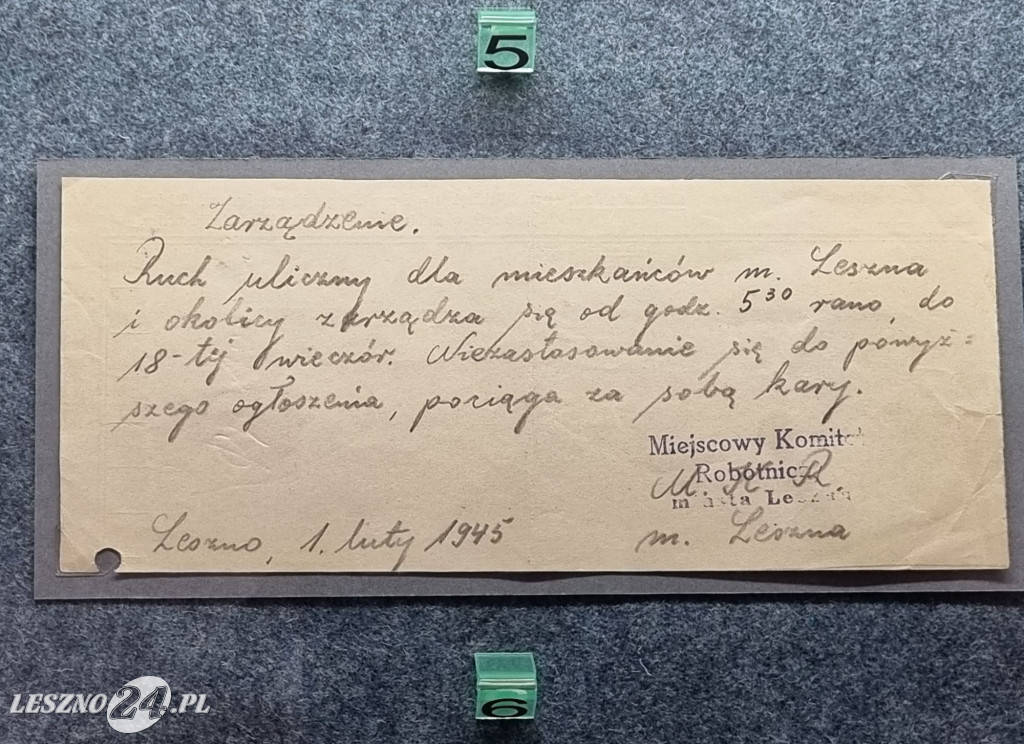 5
Zarządzenie.
Ruch uliczny dla mieszkańców m. Leszna
i okolicy zarządza się od godz. 5³⁰ rano, do
18-tej wieczór. Niezastosowanie się do powyż=
szego ogłoszenia, pociąga za sobą kary.
Miejscowy Komitet
Robotniczy
M K R
miasta Leszna
Leszno, 1. luty 1945
m. Leszna
6
LESZNO24.PL